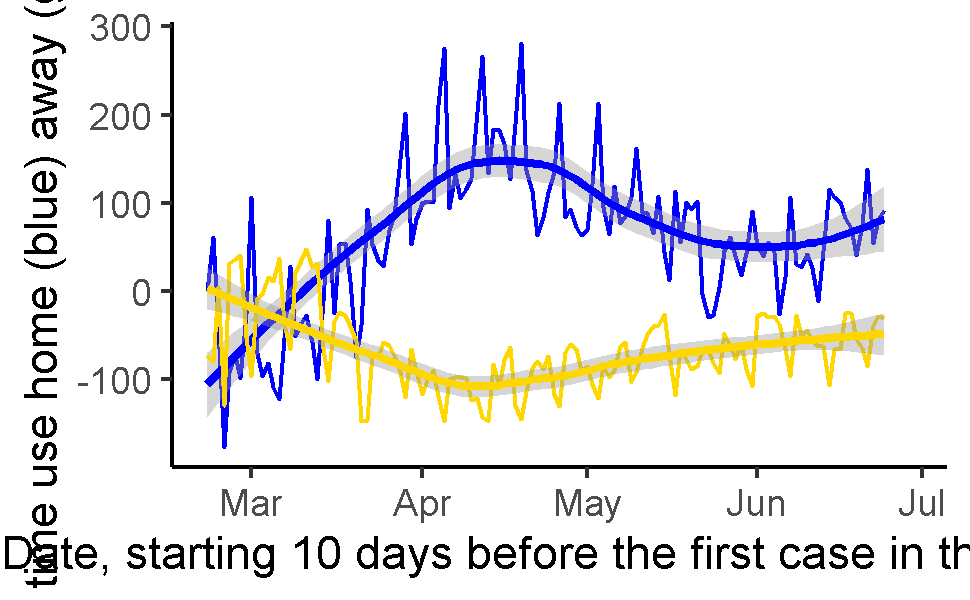 time use home (blue) away (
300
200
100
0
-100
Mar Apr May Jun Jul
Date, starting 10 days before the first case in th